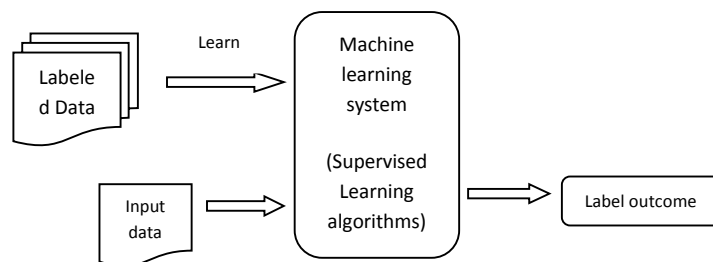 Learn
Labele
d Data
Machine
learning
system
(Supervised
Learning
algorithms)
Input
data
Label outcome